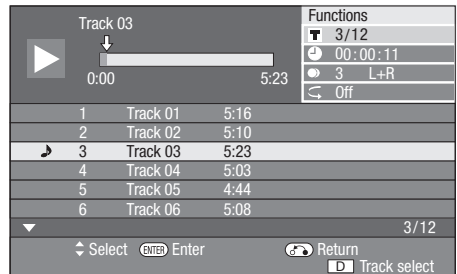 Track 03
0:00 5:23
Functions
T 3/12
00:00:11
3 L+R
Off
1 Track 01 5:16
2 Track 02 5:10
3 Track 03 5:23
4 Track 04 5:03
5 Track 05 4:44
6 Track 06 5:08
3/12
Select ENTER Enter Return
D Track select